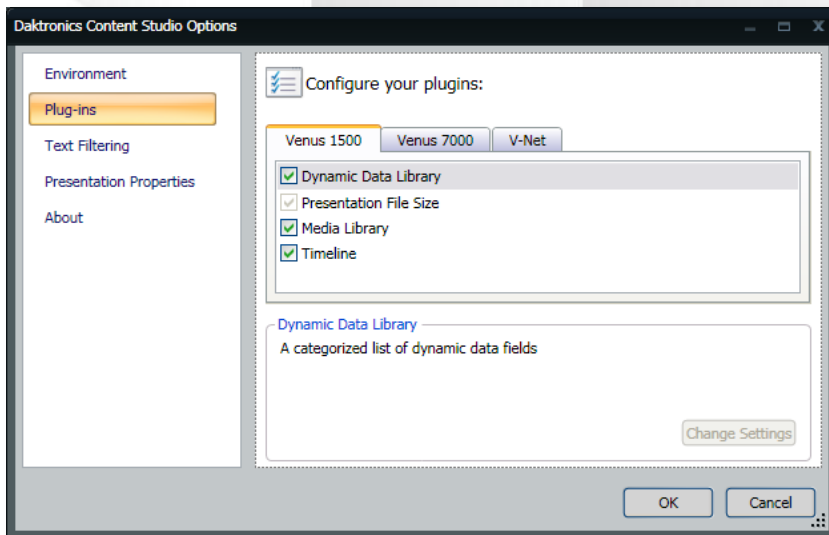 Daktronics Content Studio Options
Environment
Plug-ins
Text Filtering
Presentation Properties
About
Configure your plugins:
Venus 1500 Venus 7000 V-Net
Dynamic Data Library
Presentation File Size
Media Library
Timeline
Dynamic Data Library
A categorized list of dynamic data fields
Change Settings
OK Cancel